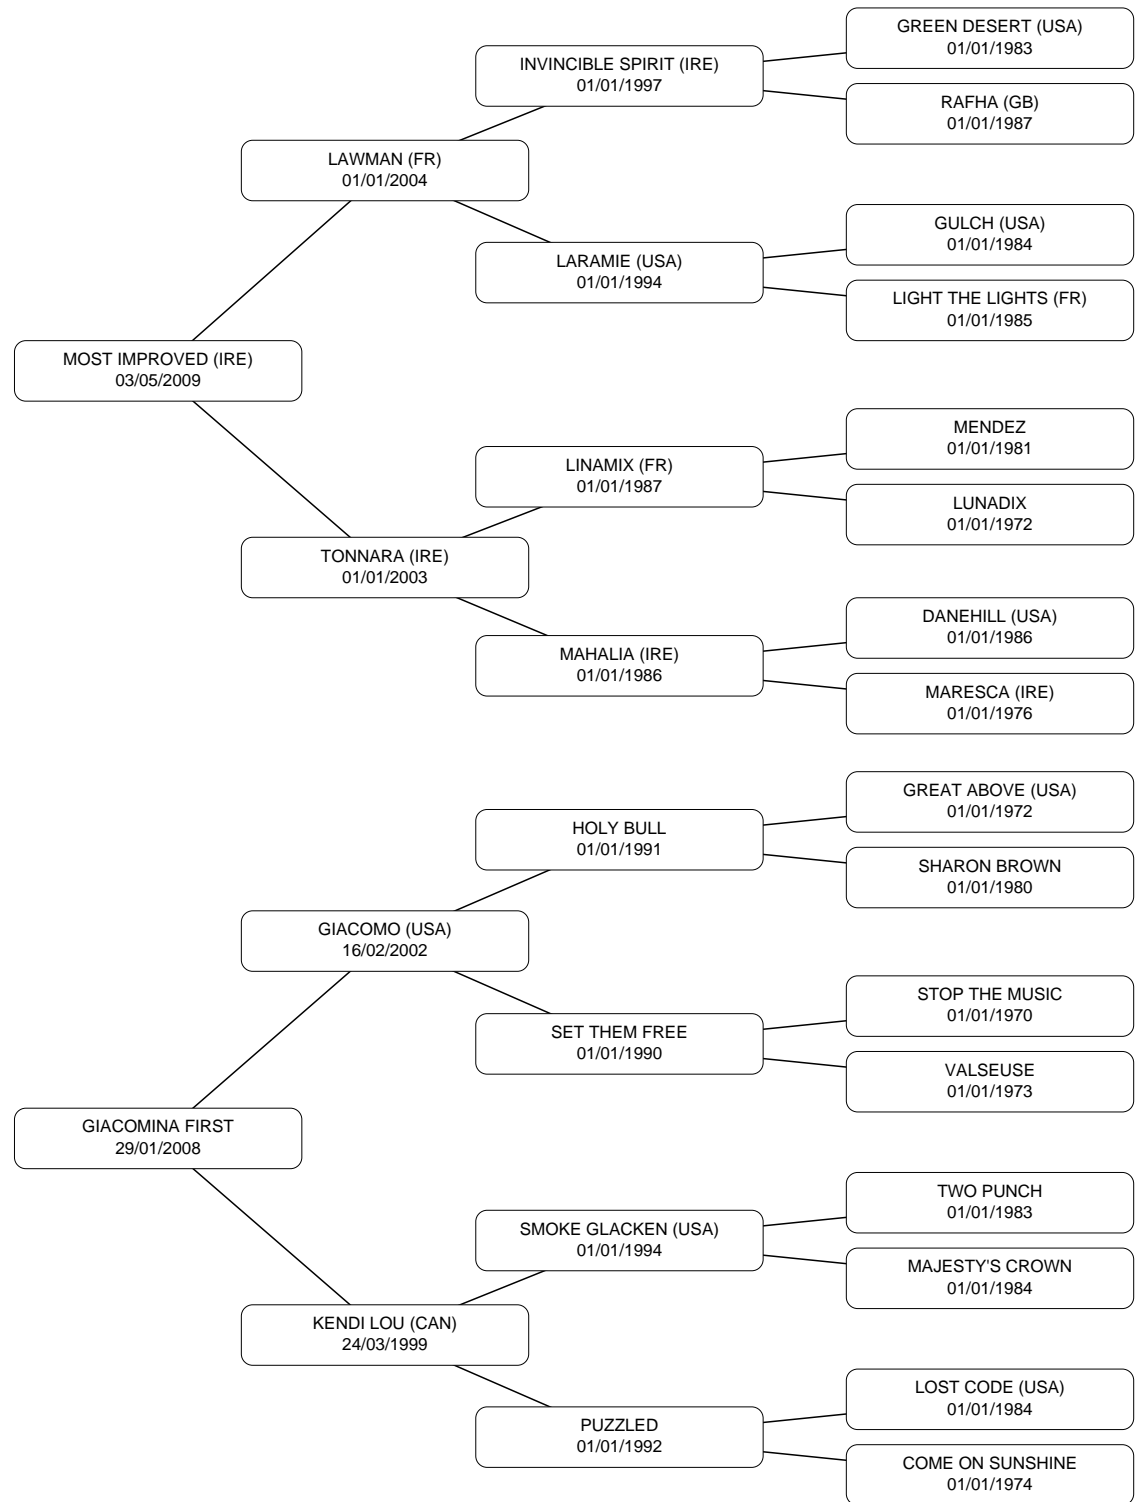 GREEN DESERT (USA)
01/01/1983
INVINCIBLE SPIRIT (IRE)
01/01/1997
RAFHA (GB)
01/01/1987
LAWMAN (FR)
01/01/2004
GULCH (USA)
01/01/1984
LARAMIE (USA)
01/01/1994
LIGHT THE LIGHTS (FR)
01/01/1985
MOST IMPROVED (IRE)
03/05/2009
MENDEZ
01/01/1981
LINAMIX (FR)
01/01/1987
LUNADIX
01/01/1972
TONNARA (IRE)
01/01/2003
DANEHILL (USA)
01/01/1986
MAHALIA (IRE)
01/01/1986
MARESCA (IRE)
01/01/1976
GREAT ABOVE (USA)
01/01/1972
HOLY BULL
01/01/1991
SHARON BROWN
01/01/1980
GIACOMO (USA)
16/02/2002
STOP THE MUSIC
01/01/1970
SET THEM FREE
01/01/1990
VALSEUSE
01/01/1973
GIACOMINA FIRST
29/01/2008
TWO PUNCH
01/01/1983
SMOKE GLACKEN (USA)
01/01/1994
MAJESTY'S CROWN
01/01/1984
KENDI LOU (CAN)
24/03/1999
LOST CODE (USA)
01/01/1984
PUZZLED
01/01/1992
COME ON SUNSHINE
01/01/1974